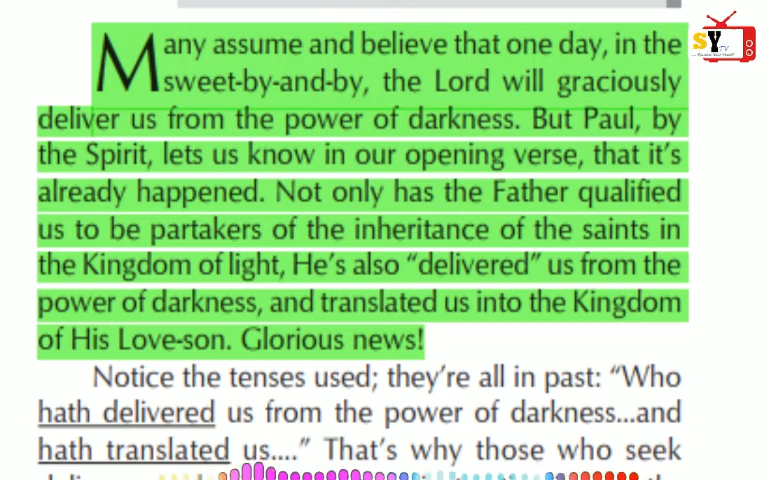 SY
TV
Many assume and believe that one day, in the
sweet-by-and-by, the Lord will graciously
deliver us from the power of darkness. But Paul, by
the Spirit, lets us know in our opening verse, that it’s
already happened. Not only has the Father qualified
us to be partakers of the inheritance of the saints in
the Kingdom of light, He’s also “delivered” us from the
power of darkness, and translated us into the Kingdom
of His Love-son. Glorious news!
Notice the tenses used; they’re all in past: “Who
hath delivered us from the power of darkness...and
hath translated us....” That’s why those who seek